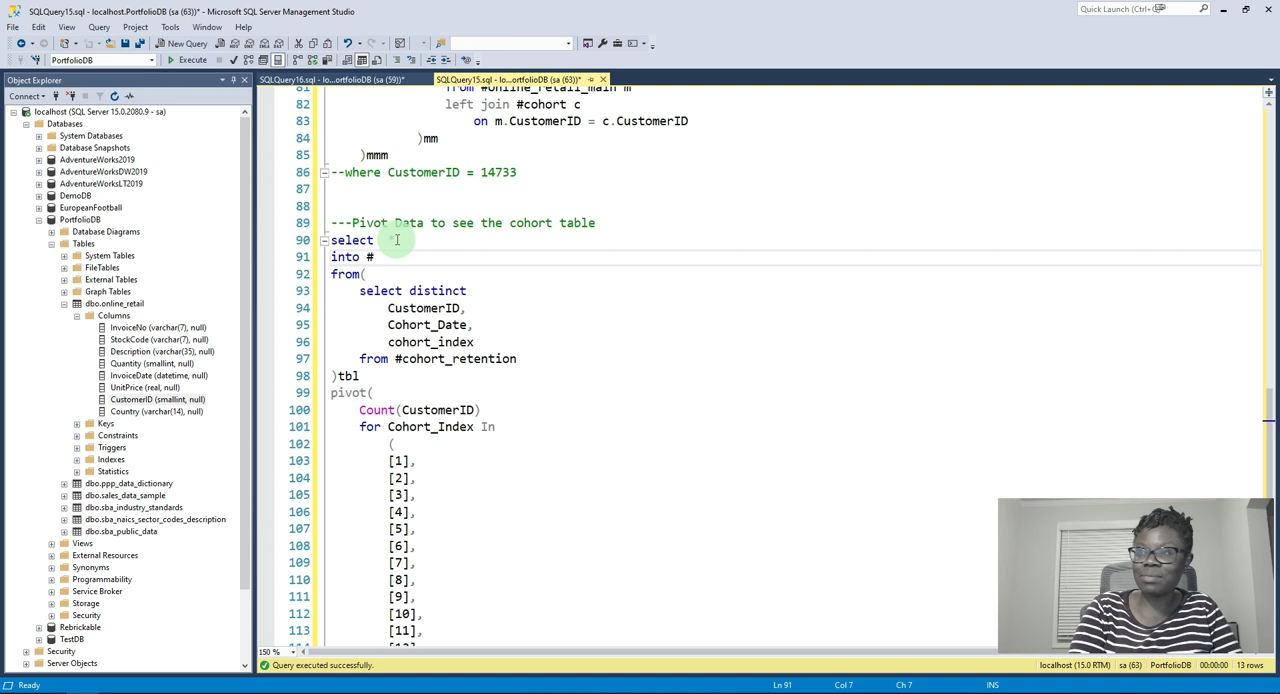 SQLQuery15.sql - localhost.PortfolioDB (sa (63))* - Microsoft SQL Server Management Studio
Quick Launch (Ctrl+Q)
File Edit View Query Project Tools Window Help
New Query
PortfolioDB Execute
Object Explorer
SQLQuery16.sql - lo...ortfolioDB (sa (59))*
SQLQuery15.sql - lo...ortfolioDB (sa (63))*
Connect
localhost (SQL Server 15.0.2080.9 - sa)
Databases
System Databases
Database Snapshots
AdventureWorks2019
AdventureWorksDW2019
AdventureWorksLT2019
DemoDB
EuropeanFootball
PortfolioDB
Database Diagrams
Tables
System Tables
FileTables
External Tables
Graph Tables
dbo.online_retail
Columns
InvoiceNo (varchar(7), null)
StockCode (varchar(7), null)
Description (varchar(35), null)
Quantity (smallint, null)
InvoiceDate (datetime, null)
UnitPrice (real, null)
CustomerID (smallint, null)
Country (varchar(14), null)
Keys
Constraints
Triggers
Indexes
Statistics
dbo.ppp_data_dictionary
dbo.sales_data_sample
dbo.sba_industry_standards
dbo.sba_naics_sector_codes_description
dbo.sba_public_data
Views
External Resources
Synonyms
Programmability
Service Broker
Storage
Security
Rebrickable
TestDB
Security
Server Objects
81 from #online_retail_main m
82 left join #cohort c
83 on m.CustomerID = c.CustomerID
84 )mm
85 )mmm
86 --where CustomerID = 14733
87
88
89 ---Pivot Data to see the cohort table
90 select *
91 into #
92 from(
93 select distinct
94 CustomerID,
95 Cohort_Date,
96 cohort_index
97 from #cohort_retention
98 )tbl
99 pivot(
100 Count(CustomerID)
101 for Cohort_Index In
102 (
103 [1],
104 [2],
105 [3],
106 [4],
107 [5],
108 [6],
109 [7],
110 [8],
111 [9],
112 [10],
113 [11],
150 %
Query executed successfully.
localhost (15.0 RTM) sa (63) PortfolioDB 00:00:00 13 rows
Ready Ln 91 Col 7 Ch 7 INS